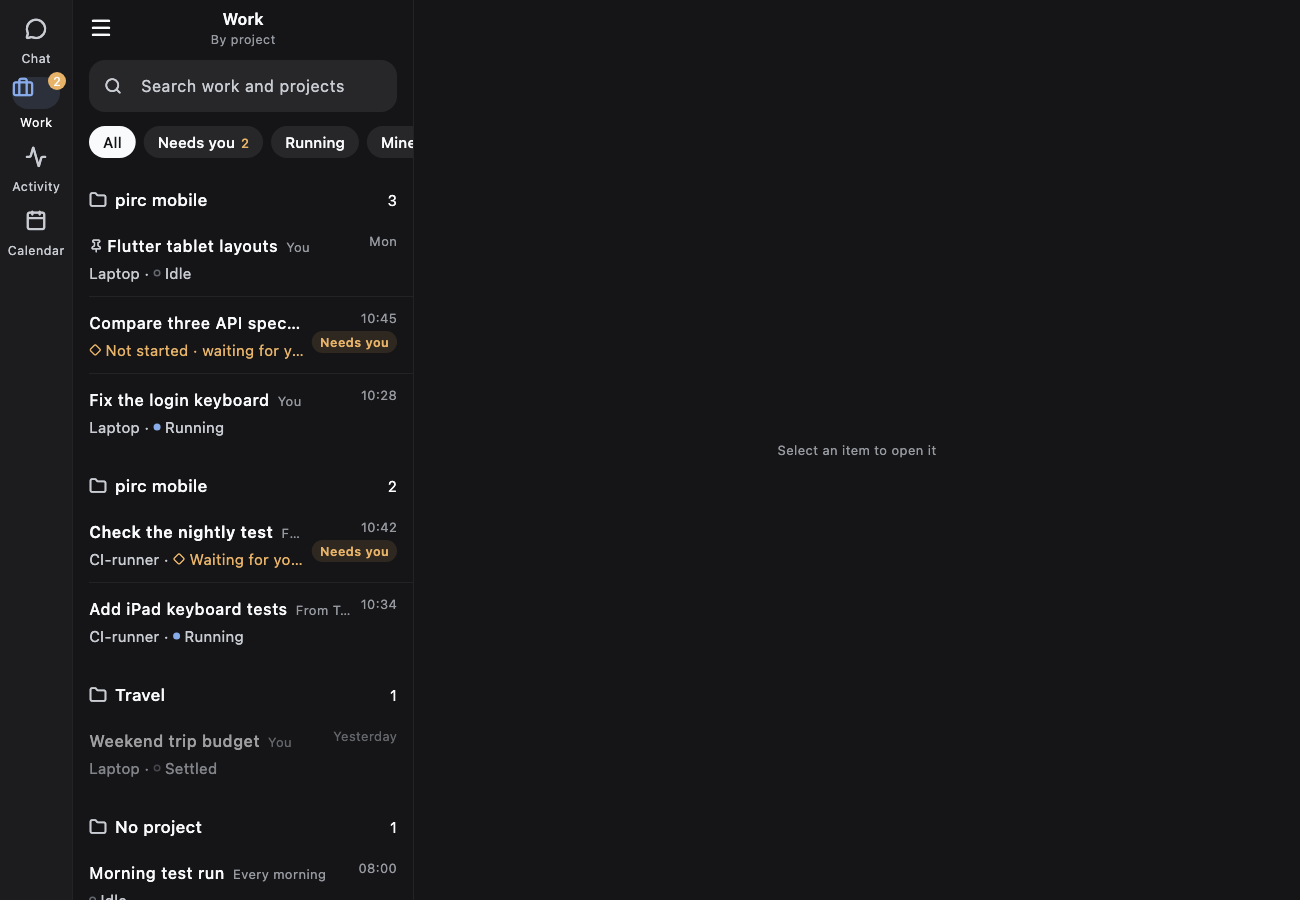 Chat
2
Work
Activity
Calendar
Work
By project
Search work and projects
All
Needs you 2
Running
Mine
pirc mobile 3
Flutter tablet layouts You Mon
Laptop · Idle
Compare three API spec... 10:45
Not started · waiting for y... Needs you
Fix the login keyboard You 10:28
Laptop · Running
pirc mobile 2
Check the nightly test F... 10:42
CI-runner · Waiting for yo... Needs you
Add iPad keyboard tests From T... 10:34
CI-runner · Running
Travel 1
Weekend trip budget You Yesterday
Laptop · Settled
No project 1
Morning test run Every morning 08:00
Idle
Select an item to open it